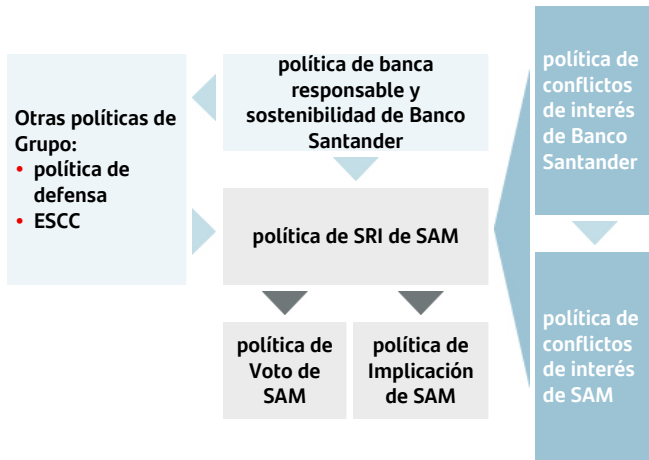 política de banca
responsable y
sostenibilidad de Banco
Santander
Otras políticas de
Grupo:
• política de
defensa
• ESCC
política de SRI de SAM
política de
Voto de
SAM
política de
Implicación
de SAM
política de
conflictos
de interés
de Banco
Santander
política de
conflictos
de interés
de SAM